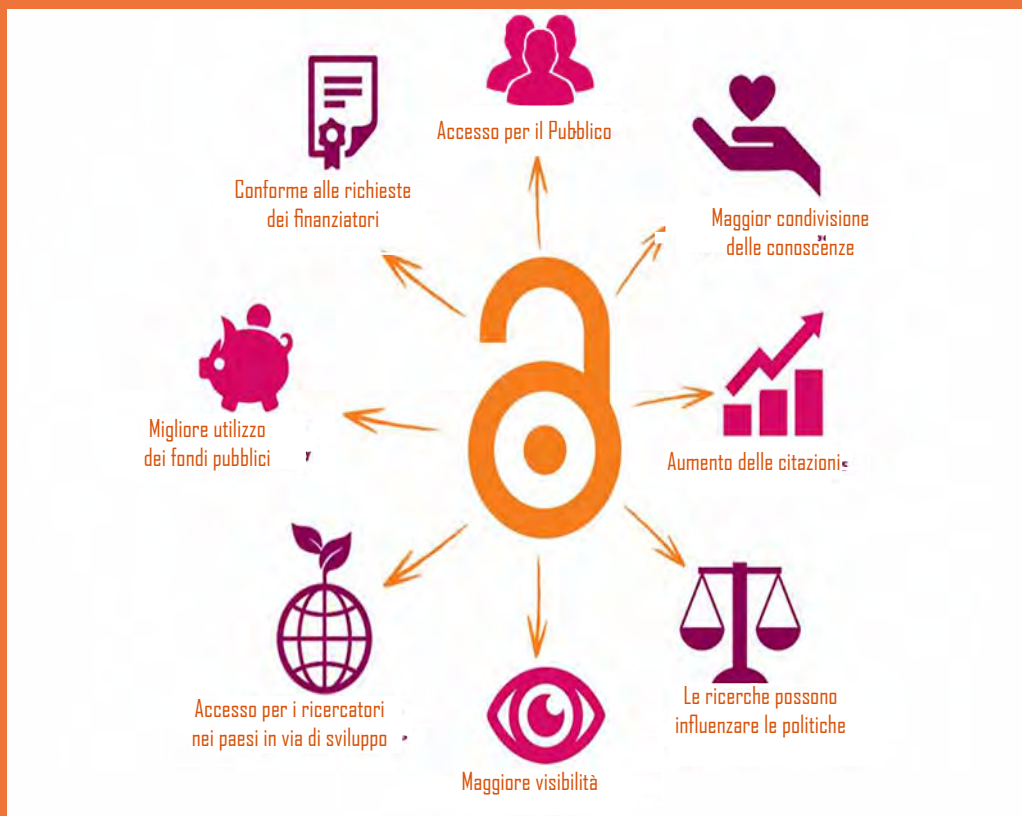 Accesso per il Pubblico
Conforme alle richieste
dei finanziatori
Maggior condivisione
delle conoscenze
Migliore utilizzo
dei fondi pubblici
Aumento delle citazioni
Accesso per i ricercatori
nei paesi in via di sviluppo
Le ricerche possono
influenzare le politiche
Maggiore visibilità